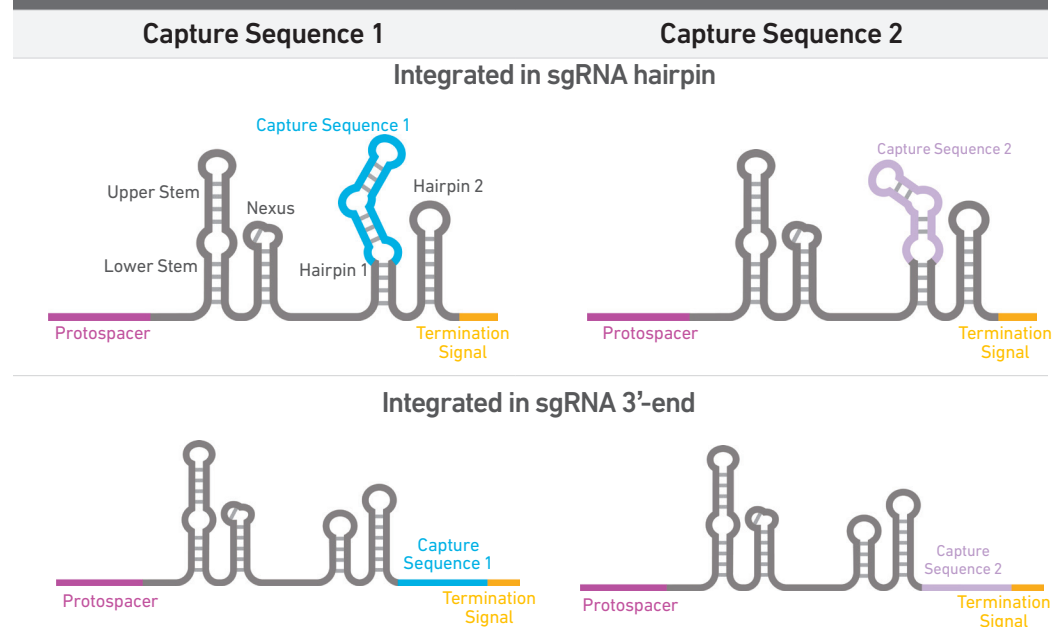 Capture Sequence 1
Capture Sequence 2
Integrated in sgRNA hairpin
Capture Sequence 1
Upper Stem
Nexus
Hairpin 2
Lower Stem
Hairpin 1
Protospacer
Termination
Signal
Capture Sequence 2
Protospacer
Termination
Signal
Integrated in sgRNA 3’-end
Capture
Sequence 1
Protospacer
Termination
Signal
Capture
Sequence 2
Protospacer
Termination
Signal